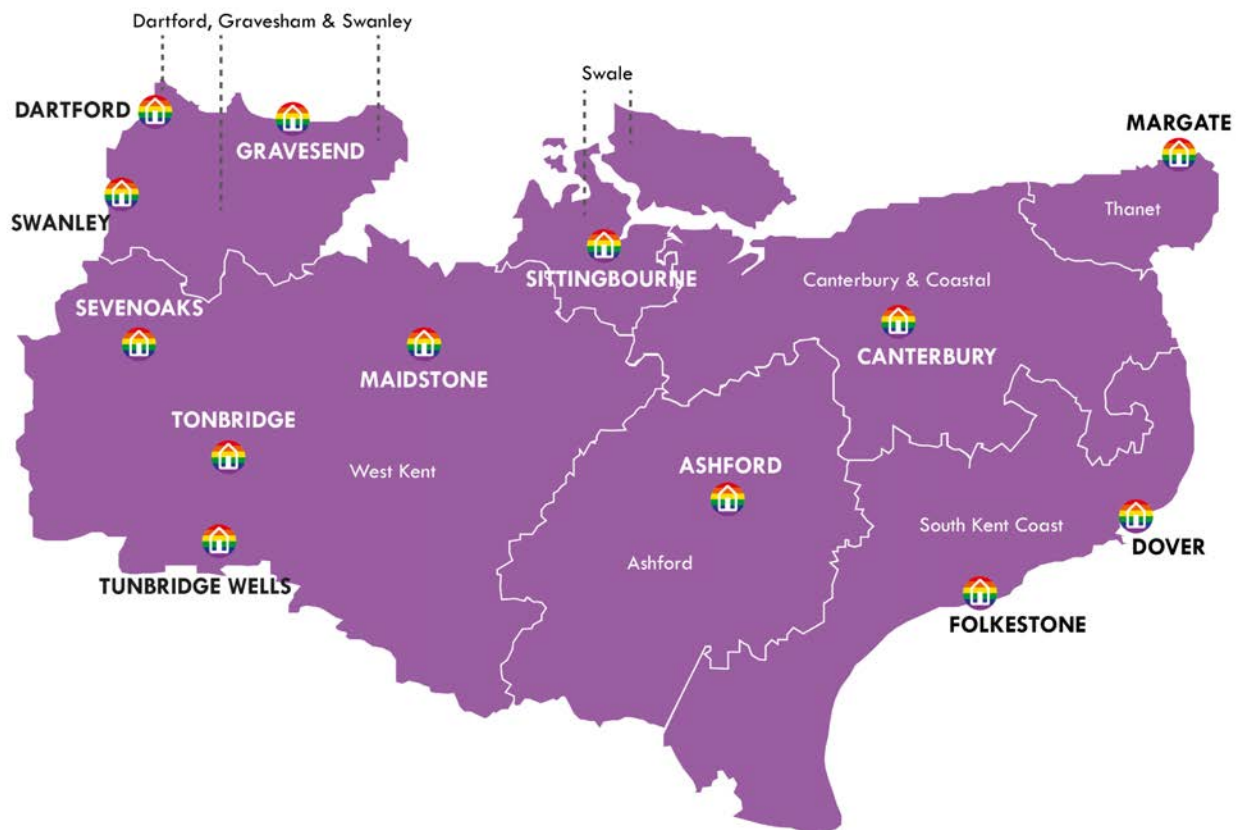 Dartford, Gravesham & Swanley
Swale
DARTFORD
GRAVESEND
MARGATE
SWANLEY
Thanet
SITTINGBOURNE
Canterbury & Coastal
SEVENOAKS
CANTERBURY
MAIDSTONE
TONBRIDGE
West Kent
ASHFORD
South Kent Coast
DOVER
Ashford
TUNBRIDGE WELLS
FOLKESTONE